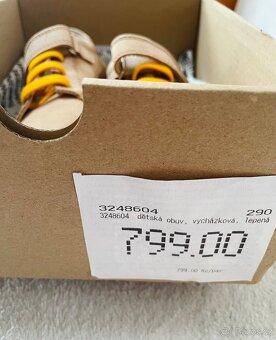 3248604 290
3248604 dětská obuv, vycházková, lepená
799.00
799.00 Kč/pár